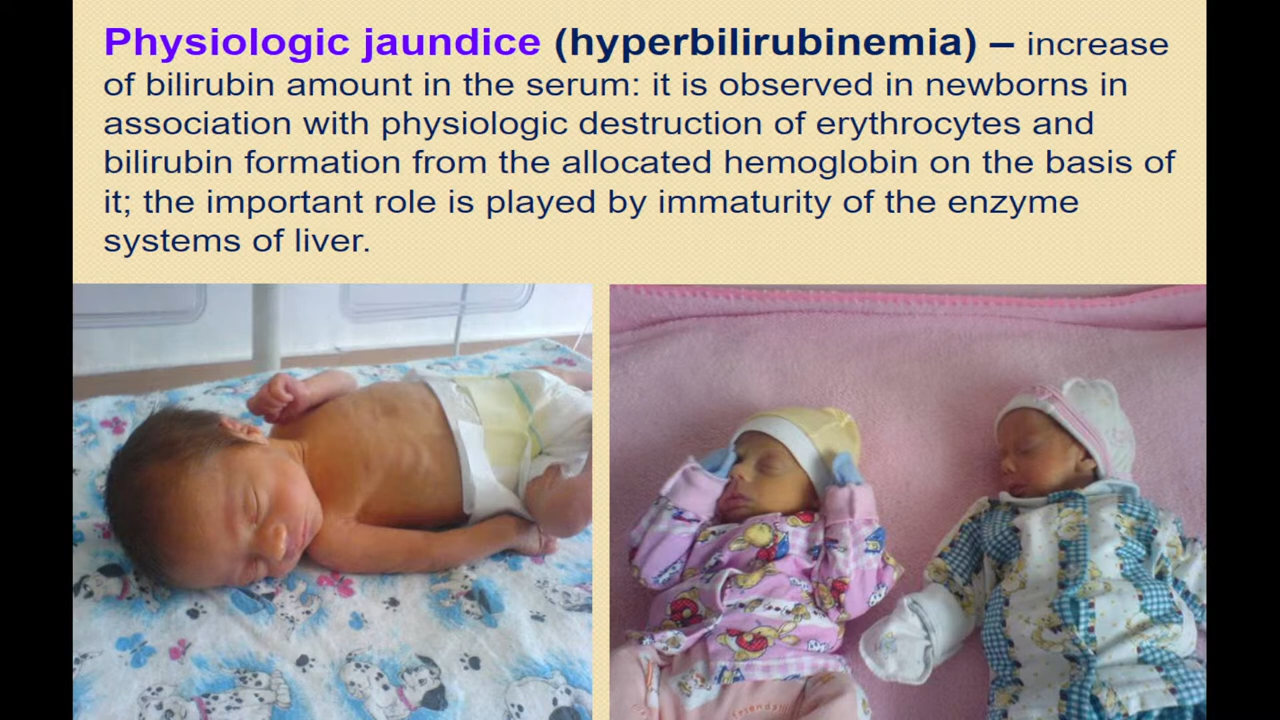 Physiologic jaundice (hyperbilirubinemia) – increase
of bilirubin amount in the serum: it is observed in newborns in
association with physiologic destruction of erythrocytes and
bilirubin formation from the allocated hemoglobin on the basis of
it; the important role is played by immaturity of the enzyme
systems of liver.
friendship